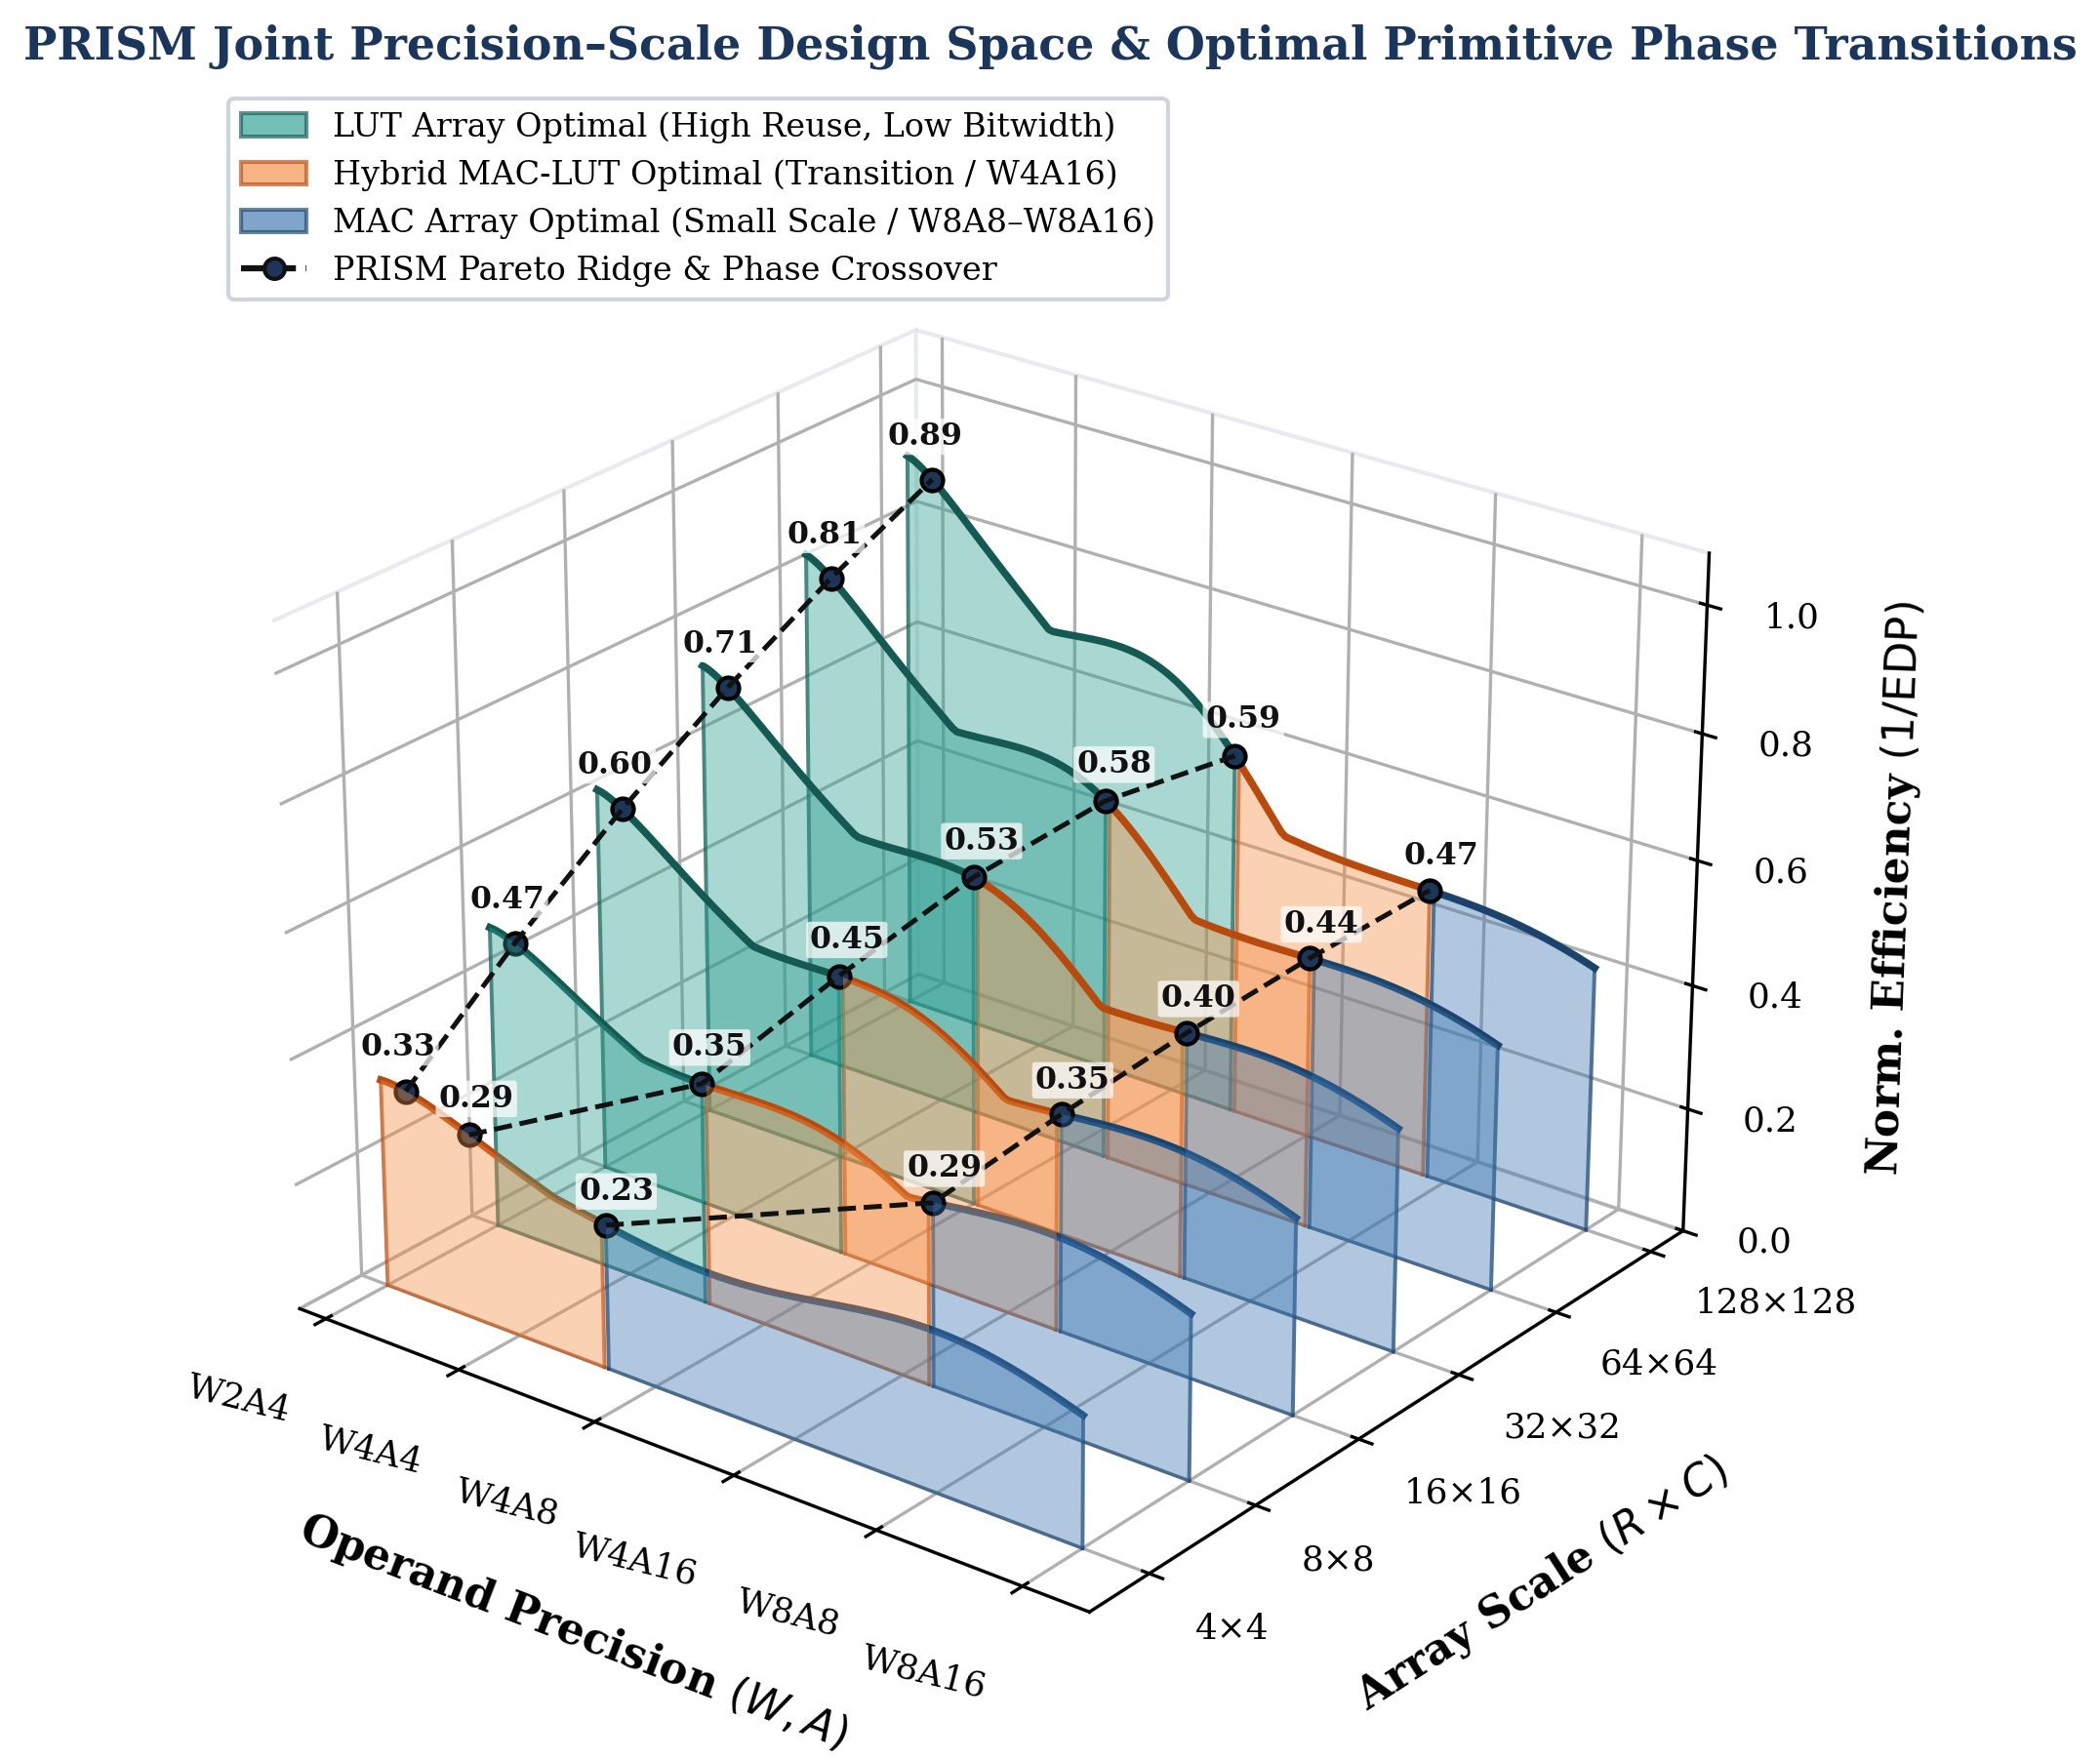 PRISM Joint Precision–Scale Design Space & Optimal Primitive Phase Transitions
LUT Array Optimal (High Reuse, Low Bitwidth)
Hybrid MAC-LUT Optimal (Transition / W4A16)
MAC Array Optimal (Small Scale / W8A8–W8A16)
PRISM Pareto Ridge & Phase Crossover
0.89
0.81
0.71
0.60
0.47
0.33
0.59
0.58
0.53
0.45
0.35
0.29
0.47
0.44
0.40
0.35
0.29
0.23
1.0
0.8
0.6
0.4
0.2
0.0
Norm. Efficiency (1/EDP)
128×128
64×64
32×32
16×16
8×8
4×4
Array Scale (R × C)
W2A4
W4A4
W4A8
W4A16
W8A8
W8A16
Operand Precision (W, A)